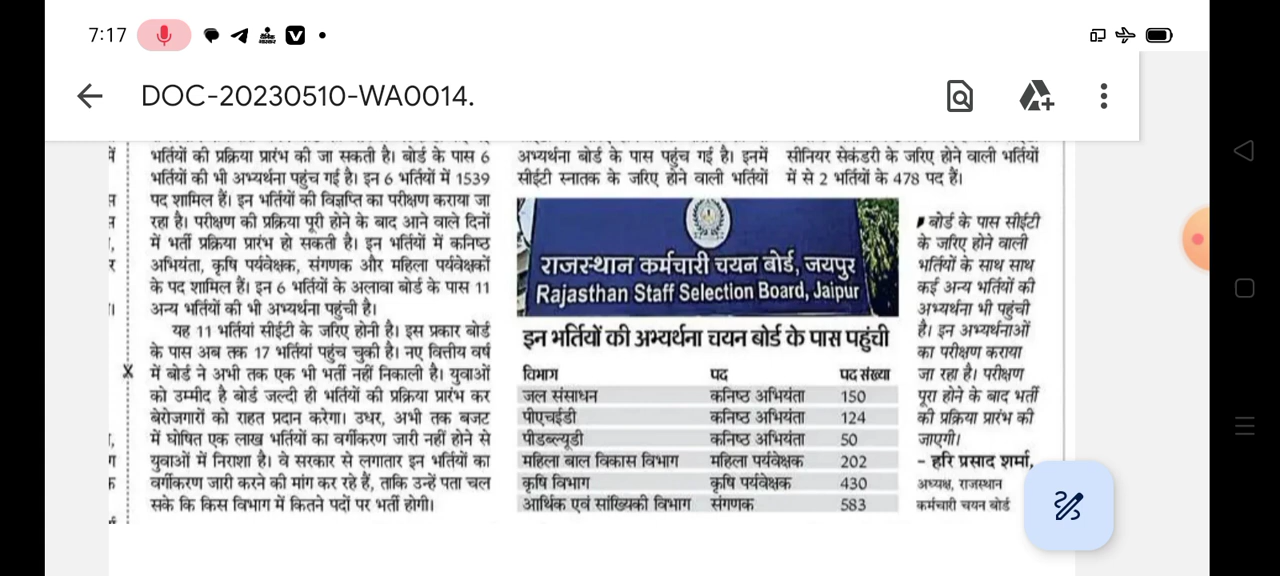 7:17
DOC-20230510-WA0014.
भर्तियों की प्रक्रिया प्रारंभ की जा सकती है। बोर्ड के पास 6
भर्तियों की भी अभ्यर्थना पहुंच गई है। इन 6 भर्तियों में 1539
पद शामिल हैं। इन भर्तियों की विज्ञप्ति का परीक्षण कराया जा
रहा है। परीक्षण की प्रक्रिया पूरी होने के बाद आने वाले दिनों
में भर्ती प्रक्रिया प्रारंभ हो सकती है। इन भर्तियों में कनिष्ठ
अभियंता, कृषि पर्यवेक्षक, संगणक और महिला पर्यवेक्षकों
के पद शामिल हैं। इन 6 भर्तियों के अलावा बोर्ड के पास 11
अन्य भर्तियों की भी अभ्यर्थना पहुंची है।
यह 11 भर्तियां सीईटी के जरिए होनी है। इस प्रकार बोर्ड
के पास अब तक 17 भर्तियां पहुंच चुकी है। नए वित्तीय वर्ष
में बोर्ड ने अभी तक एक भी भर्ती नहीं निकाली है। युवाओं
को उम्मीद है बोर्ड जल्दी ही भर्तियों की प्रक्रिया प्रारंभ कर
बेरोजगारों को राहत प्रदान करेगा। उधर, अभी तक बजट
में घोषित एक लाख भर्तियों का वर्गीकरण जारी नहीं होने से
युवाओं में निराशा है। वे सरकार से लगातार इन भर्तियों का
वर्गीकरण जारी करने की मांग कर रहे हैं, ताकि उन्हें पता चल
सके कि किस विभाग में कितने पदों पर भर्ती होगी।
अभ्यर्थना बोर्ड के पास पहुंच गई है। इनमें
सीईटी स्नातक के जरिए होने वाली भर्तियों
सीनियर सेकंडरी के जरिए होने वाली भर्तियों
में से 2 भर्तियों के 478 पद हैं।
राजस्थान कर्मचारी चयन बोर्ड, जयपुर
Rajasthan Staff Selection Board, Jaipur
इन भर्तियों की अभ्यर्थना चयन बोर्ड के पास पहुंची
विभाग पद पद संख्या
जल संसाधन कनिष्ठ अभियंता 150
पीएचईडी कनिष्ठ अभियंता 124
पीडब्ल्यूडी कनिष्ठ अभियंता 50
महिला बाल विकास विभाग महिला पर्यवेक्षक 202
कृषि विभाग कृषि पर्यवेक्षक 430
आर्थिक एवं सांख्यिकी विभाग संगणक 583
बोर्ड के पास सीईटी
के जरिए होने वाली
भर्तियों के साथ साथ
कई अन्य भर्तियों की
अभ्यर्थना भी पहुंची
है। इन अभ्यर्थनाओं
का परीक्षण कराया
जा रहा है। परीक्षण
पूरा होने के बाद भर्ती
की प्रक्रिया प्रारंभ की
जाएगी।
- हरि प्रसाद शर्मा,
अध्यक्ष, राजस्थान
कर्मचारी चयन बोर्ड